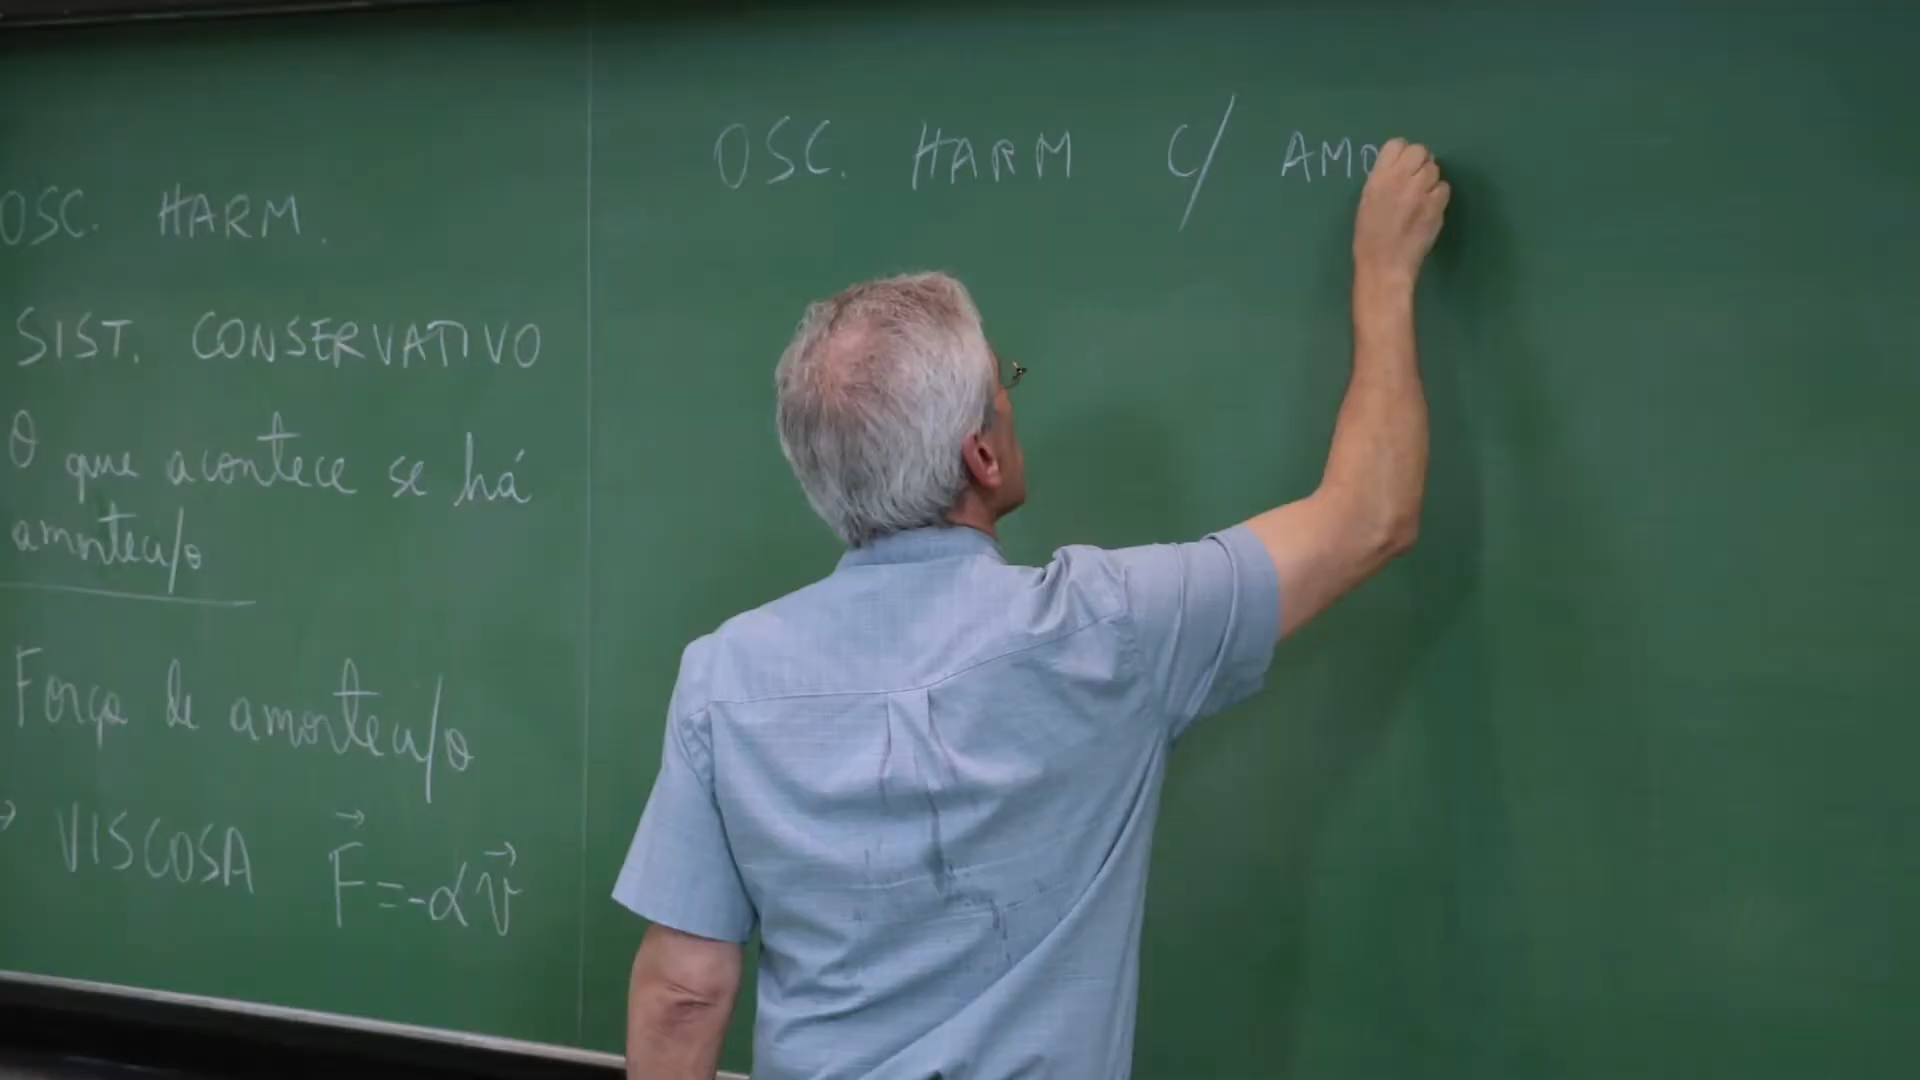 OSC. HARM.
SIST. CONSERVATIVO
O que acontece se há
amorteci/o
Força de amorteci/o
→ VISCOSA F⃗=-αv⃗
OSC. HARM C/ AMO